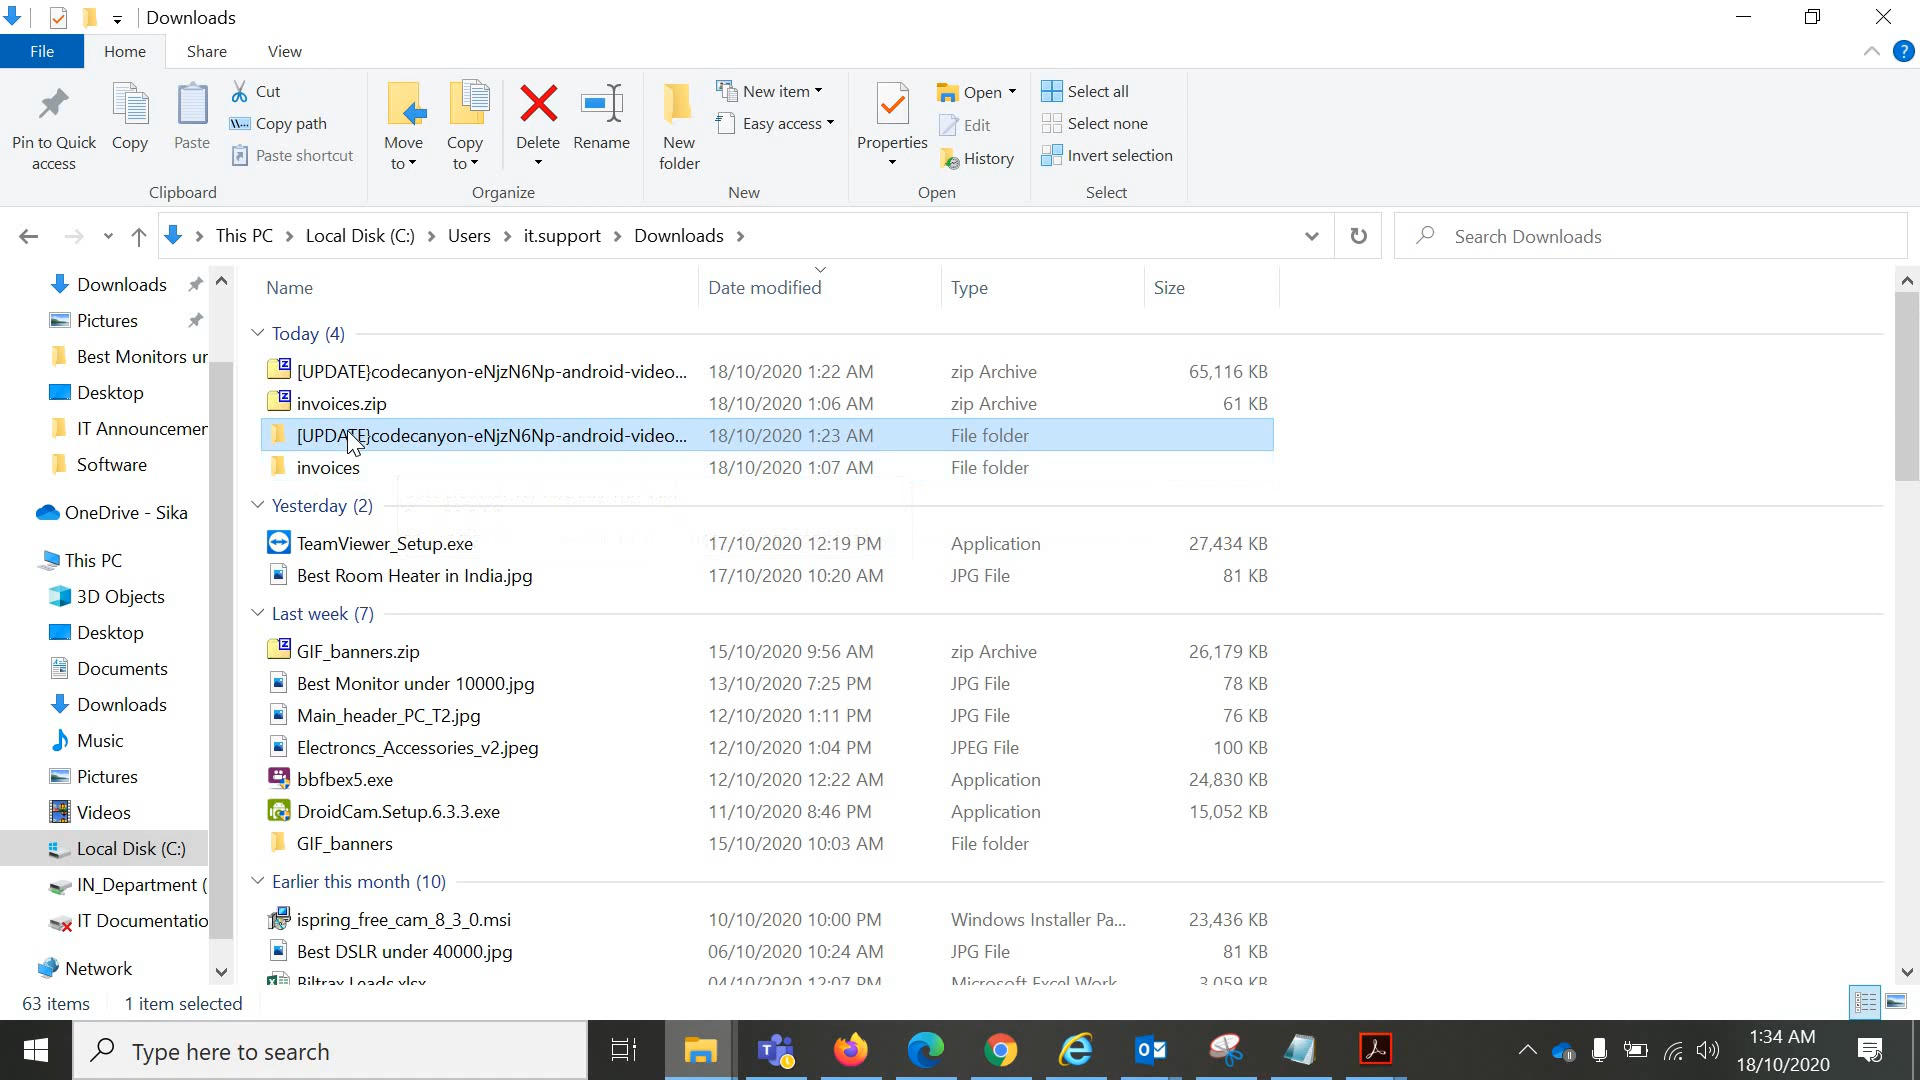 Downloads
File
Home
Share
View
Pin to Quick access
Copy
Paste
Cut
Copy path
Paste shortcut
Clipboard
Move to
Copy to
Delete
Rename
Organize
New folder
New item
Easy access
New
Properties
Open
Edit
History
Open
Select all
Select none
Invert selection
Select
This PC
Local Disk (C:)
Users
it.support
Downloads
Search Downloads
Downloads
Pictures
Best Monitors ur
Desktop
IT Announcemer
Software
OneDrive - Sika
This PC
3D Objects
Desktop
Documents
Downloads
Music
Pictures
Videos
Local Disk (C:)
IN_Department (
IT Documentatio
Network
Name Date modified Type Size
Today (4)
[UPDATE}codecanyon-eNjzN6Np-android-video... 18/10/2020 1:22 AM zip Archive 65,116 KB
invoices.zip 18/10/2020 1:06 AM zip Archive 61 KB
[UPDATE}codecanyon-eNjzN6Np-android-video... 18/10/2020 1:23 AM File folder
invoices 18/10/2020 1:07 AM File folder
Yesterday (2)
TeamViewer_Setup.exe 17/10/2020 12:19 PM Application 27,434 KB
Best Room Heater in India.jpg 17/10/2020 10:20 AM JPG File 81 KB
Last week (7)
GIF_banners.zip 15/10/2020 9:56 AM zip Archive 26,179 KB
Best Monitor under 10000.jpg 13/10/2020 7:25 PM JPG File 78 KB
Main_header_PC_T2.jpg 12/10/2020 1:11 PM JPG File 76 KB
Electroncs_Accessories_v2.jpeg 12/10/2020 1:04 PM JPEG File 100 KB
bbfbex5.exe 12/10/2020 12:22 AM Application 24,830 KB
DroidCam.Setup.6.3.3.exe 11/10/2020 8:46 PM Application 15,052 KB
GIF_banners 15/10/2020 10:03 AM File folder
Earlier this month (10)
ispring_free_cam_8_3_0.msi 10/10/2020 10:00 PM Windows Installer Pa... 23,436 KB
Best DSLR under 40000.jpg 06/10/2020 10:24 AM JPG File 81 KB
Biltrax Leads.xlsx 04/10/2020 12:07 PM Microsoft Excel Work... 3,059 KB
63 items
1 item selected
Type here to search
1:34 AM
18/10/2020